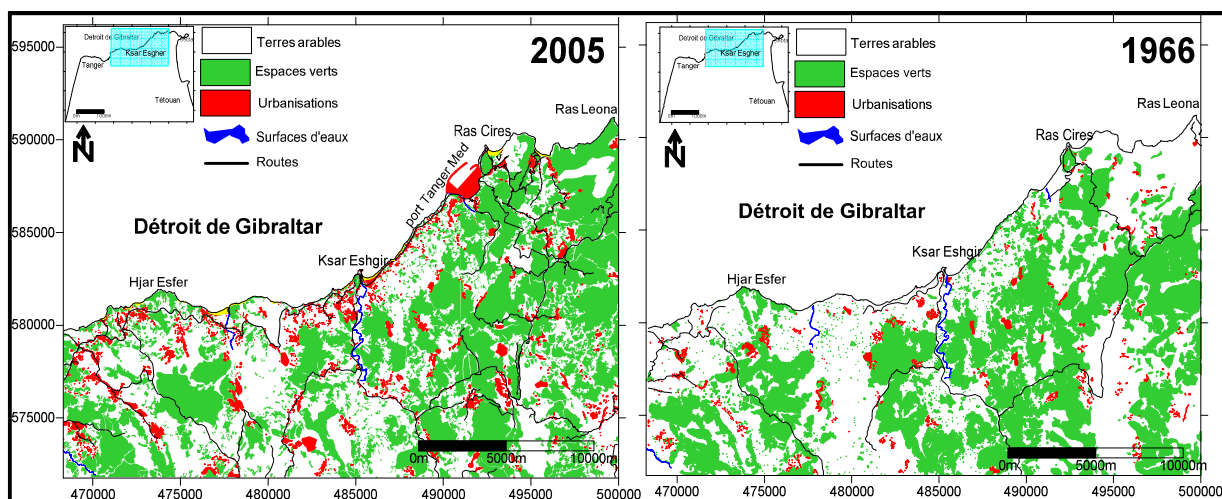 2005
Détroit de Gibraltar
Ksar Esgher
Tanger
Tétouan
0m 1000m
N
Terres arables
Espaces verts
Urbanisations
Surfaces d'eaux
Routes
Ras Leona
Ras Cires
port Tanger Med
Détroit de Gibraltar
Ksar Eshgir
Hjar Esfer
0m 5000m 10000m
595000
590000
585000
580000
575000
470000 475000 480000 485000 490000 495000 500000
1966
Détroit de Gibraltar
Ksar Esgher
Tanger
Tétouan
0m 1000m
N
Terres arables
Espaces verts
Urbanisations
Surfaces d'eaux
Routes
Ras Leona
Ras Cires
Détroit de Gibraltar
Ksar Eshgir
Hjar Esfer
0m 5000m 10000m
470000 475000 480000 485000 490000 495000 500000